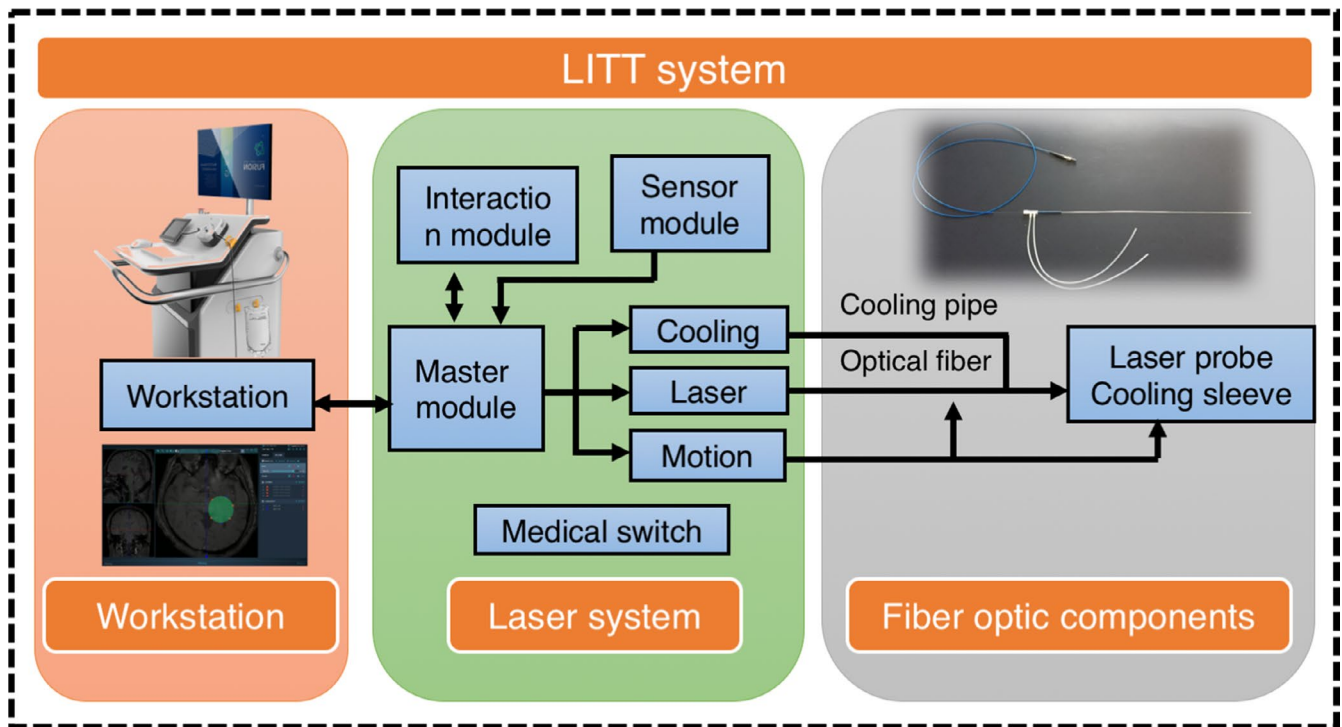 LITT system
FUSION
Interactio
n module
Sensor
module
Workstation
Master
module
Cooling
Laser
Motion
Medical switch
Cooling pipe
Optical fiber
Laser probe
Cooling sleeve
Workstation
Laser system
Fiber optic components